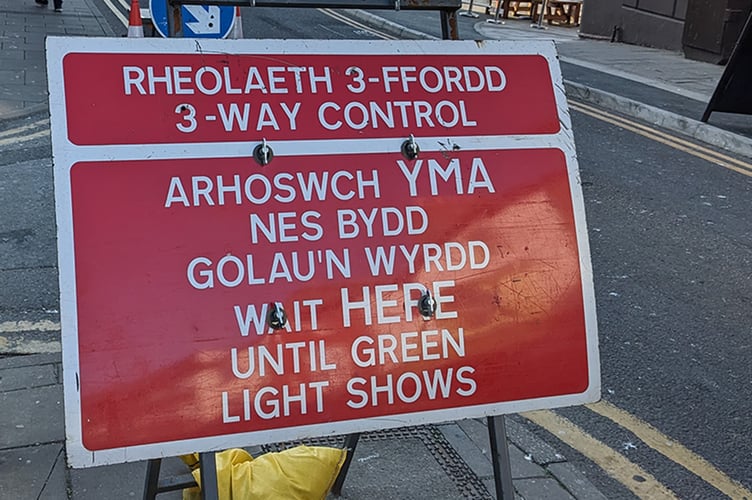 RHEOLAETH 3-FFORDD
3-WAY CONTROL
ARHOSWCH YMA
NES BYDD
GOLAU'N WYRDD
WAIT HERE
UNTIL GREEN
LIGHT SHOWS